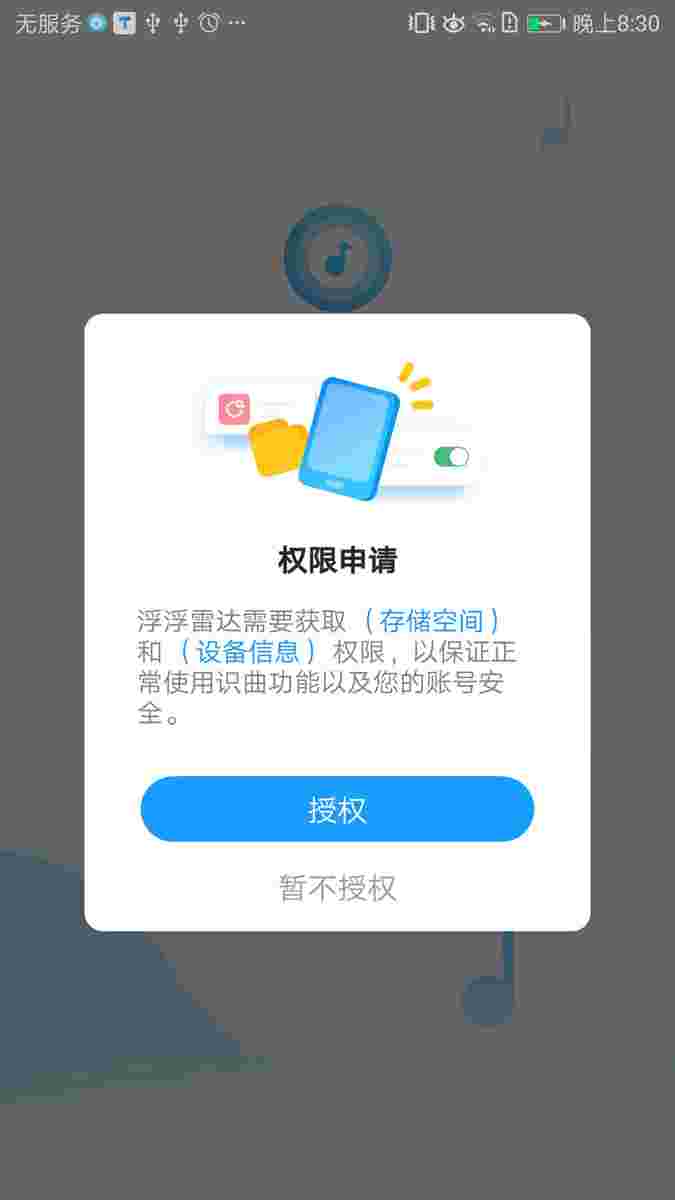 无服务 晚上8:30
权限申请
浮浮雷达需要获取（存储空间）
和（设备信息）权限，以保证正
常使用识曲功能以及您的账号安
全。
授权
暂不授权